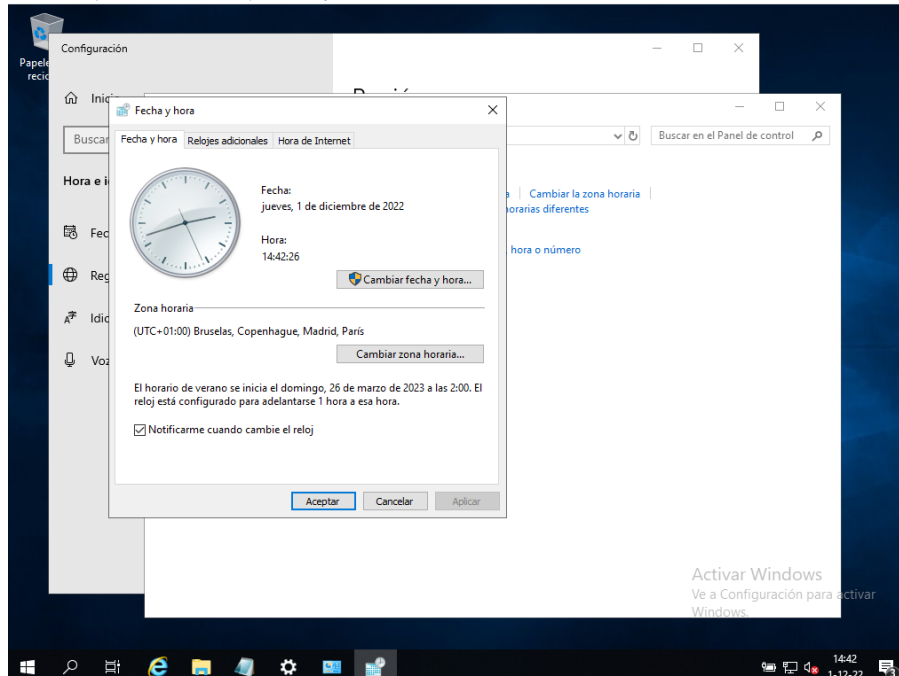 Configuración
Inicio
Buscar
Hora e i
Fec
Reg
Idio
Voz
Buscar en el Panel de control
Cambiar la zona horaria
horarias diferentes
hora o número
Fecha y hora
Fecha y hora Relojes adicionales Hora de Internet
Fecha:
jueves, 1 de diciembre de 2022
Hora:
14:42:26
Cambiar fecha y hora...
Zona horaria
(UTC+01:00) Bruselas, Copenhague, Madrid, París
Cambiar zona horaria...
El horario de verano se inicia el domingo, 26 de marzo de 2023 a las 2:00. El
reloj está configurado para adelantarse 1 hora a esa hora.
Notificarme cuando cambie el reloj
Aceptar Cancelar Aplicar
Activar Windows
Ve a Configuración para activar
Windows.
14:42
1-12-22